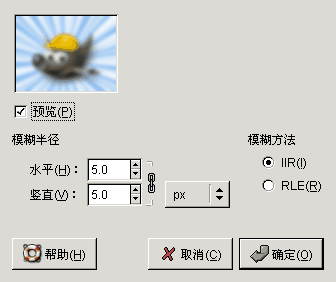 预览(P)
模糊半径
模糊方法
水平(H)： 5.0
IIR(I)
竖直(V)： 5.0
px
RLE(R)
帮助(H)
取消(C)
确定(O)